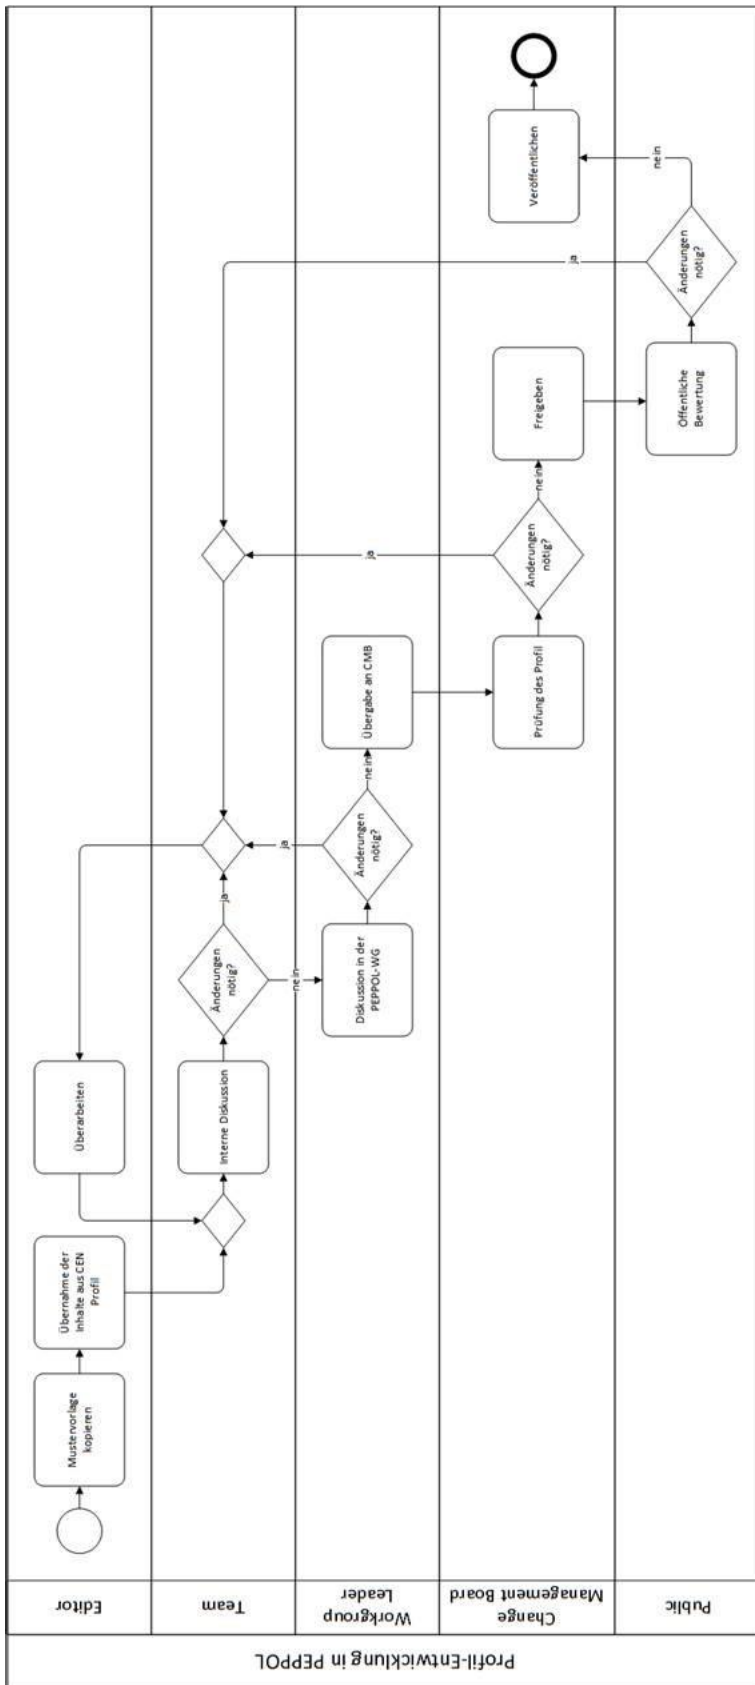 Profil-Entwicklung in PEPPOL
Editor
Team
Workgroup
Leader
Change
Management Board
Public
Mustervorlage
kopieren
Übernahme der
Inhalte aus CEN
Profil
Überarbeiten
Interne Diskussion
Änderungen
nötig?
ja
nein
Diskussion in der
PEPPOL-WG
Änderungen
nötig?
ja
nein
Übergabe an CMB
Prüfung des Profil
Änderungen
nötig?
ja
nein
Freigeben
Öffentliche
Bewertung
Änderungen
nötig?
ja
nein
Veröffentlichen